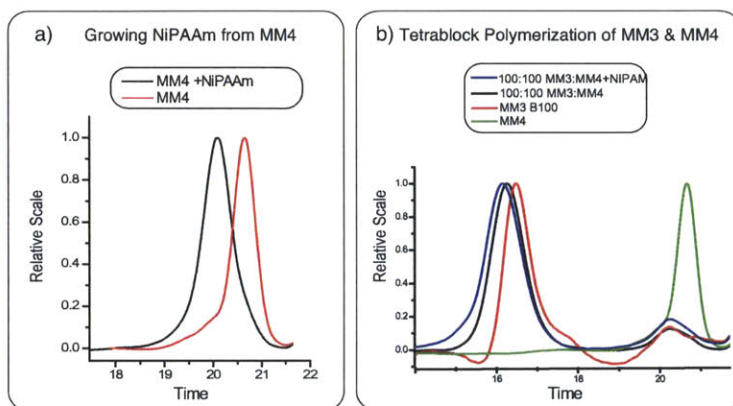 a) Growing NiPAAm from MM4
MM4 +NiPAAm
MM4
1.0
0.8
0.6
0.4
0.2
0.0
Relative Scale
18 19 20 21 22
Time
b) Tetrablock Polymerization of MM3 & MM4
100:100 MM3:MM4+NIPAM
100:100 MM3:MM4
MM3 B100
MM4
1.0
0.8
0.6
0.4
0.2
0.0
Relative Scale
16 18 20
Time